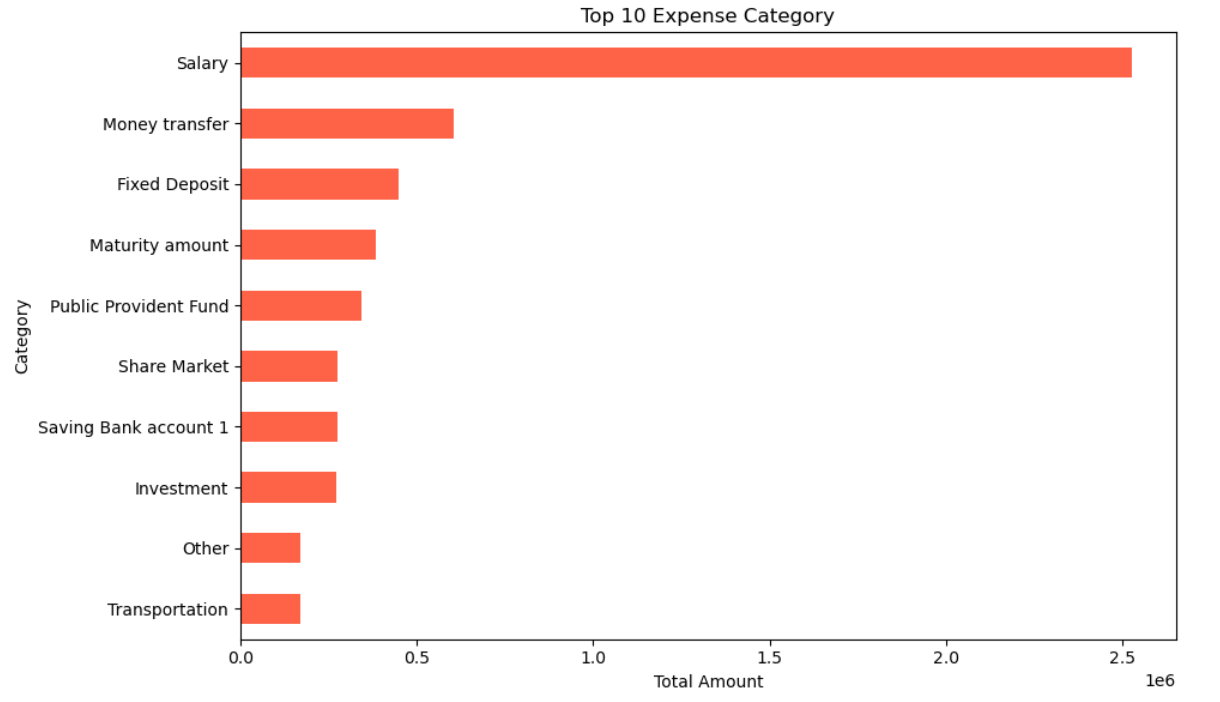 Top 10 Expense Category
Salary
Money transfer
Fixed Deposit
Maturity amount
Public Provident Fund
Share Market
Saving Bank account 1
Investment
Other
Transportation
Category
0.0 0.5 1.0 1.5 2.0 2.5
1e6
Total Amount